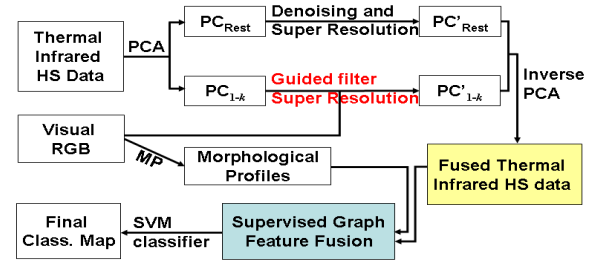 Thermal
Infrared
HS Data
PCA
PCRest
Denoising and
Super Resolution
PC'Rest
PC1-k
Guided filter
Super Resolution
PC'1-k
Inverse
PCA
Visual
RGB
MP
Morphological
Profiles
Fused Thermal
Infrared HS data
Supervised Graph
Feature Fusion
SVM
classifier
Final
Class. Map